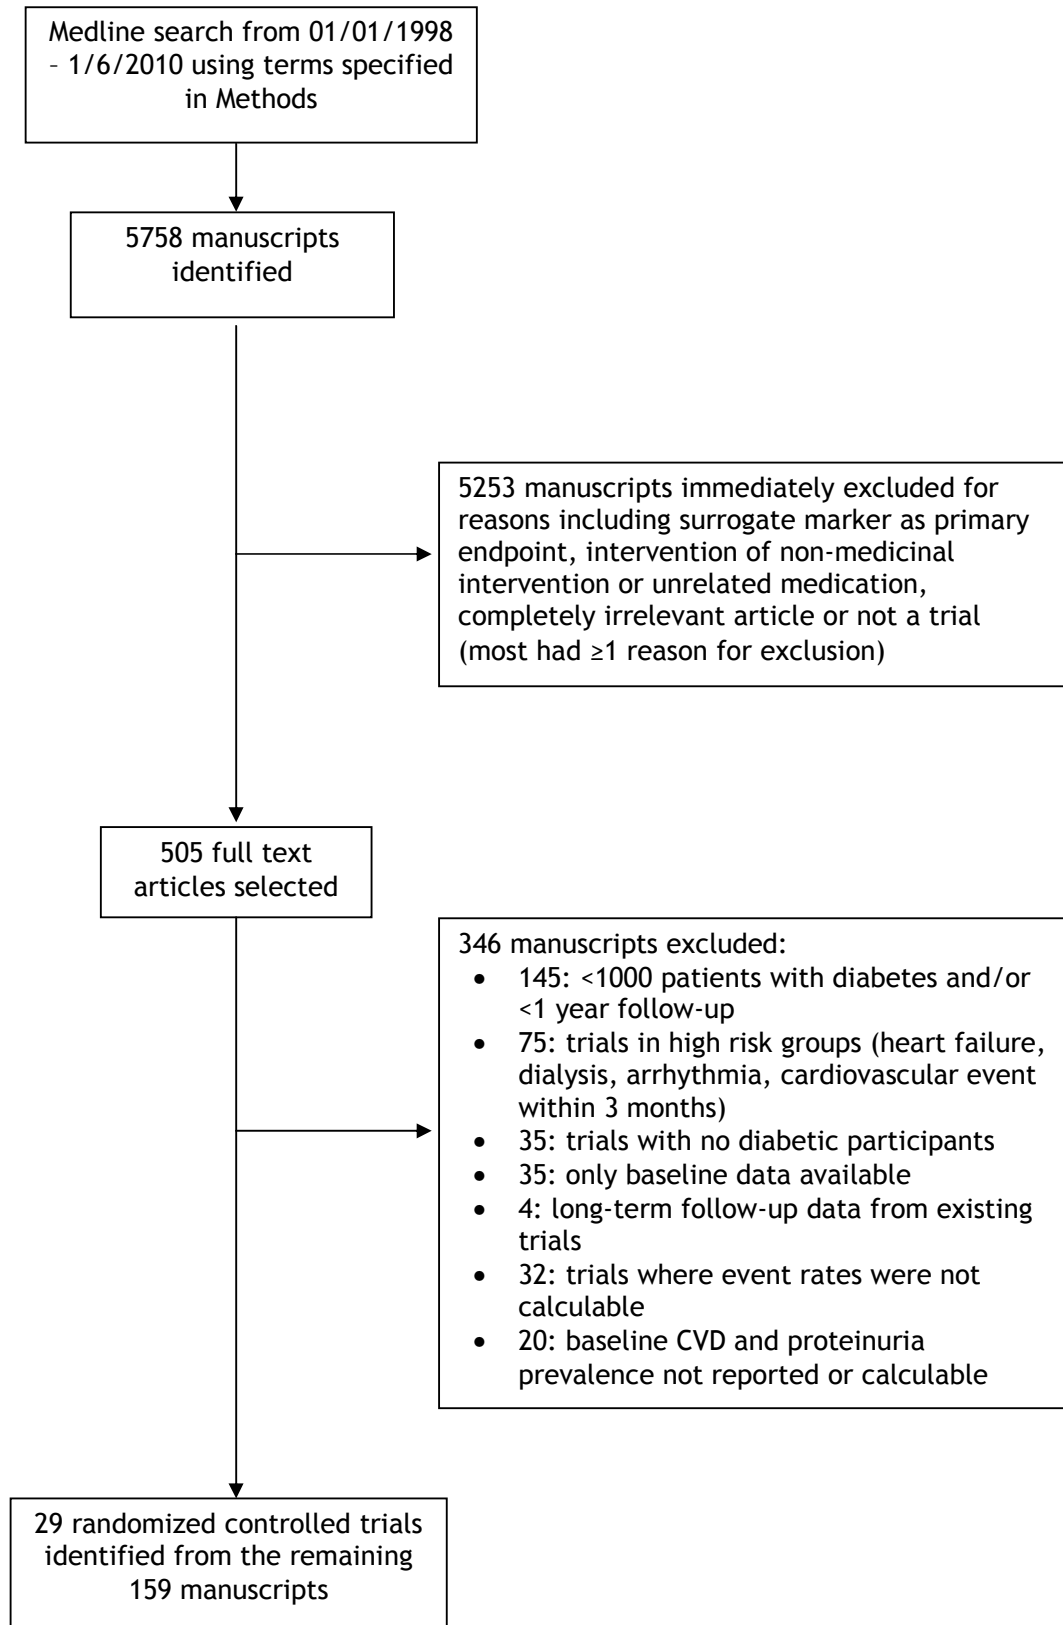 Medline search from 01/01/1998
– 1/6/2010 using terms specified
in Methods
5758 manuscripts
identified
5253 manuscripts immediately excluded for
reasons including surrogate marker as primary
endpoint, intervention of non-medicinal
intervention or unrelated medication,
completely irrelevant article or not a trial
(most had ≥1 reason for exclusion)
505 full text
articles selected
346 manuscripts excluded:
• 145: <1000 patients with diabetes and/or
<1 year follow-up
• 75: trials in high risk groups (heart failure,
dialysis, arrhythmia, cardiovascular event
within 3 months)
• 35: trials with no diabetic participants
• 35: only baseline data available
• 4: long-term follow-up data from existing
trials
• 32: trials where event rates were not
calculable
• 20: baseline CVD and proteinuria
prevalence not reported or calculable
29 randomized controlled trials
identified from the remaining
159 manuscripts